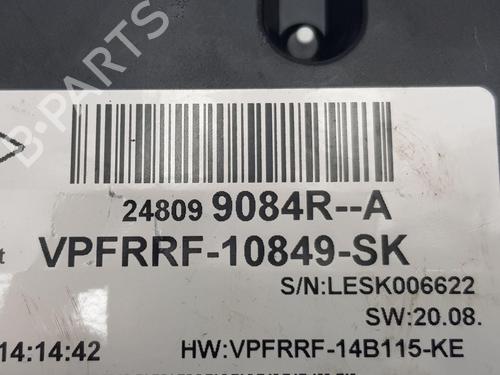 B-PARTS
24809 9084R--A
VPFRRF-10849-SK
S/N:LESK006622
SW:20.08.
14:14:42
HW:VPFRRF-14B115-KE